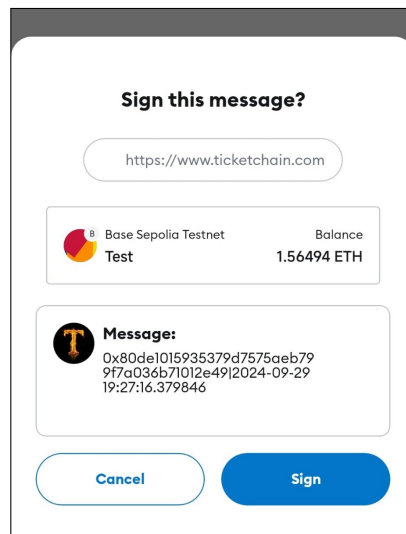 Sign this message?
https://www.ticketchain.com
B
Base Sepolia Testnet
Balance
Test
1.56494 ETH
T
Message:
0x80de1015935379d7575aeb79
9f7a036b71012e49|2024-09-29
19:27:16.379846
Cancel
Sign